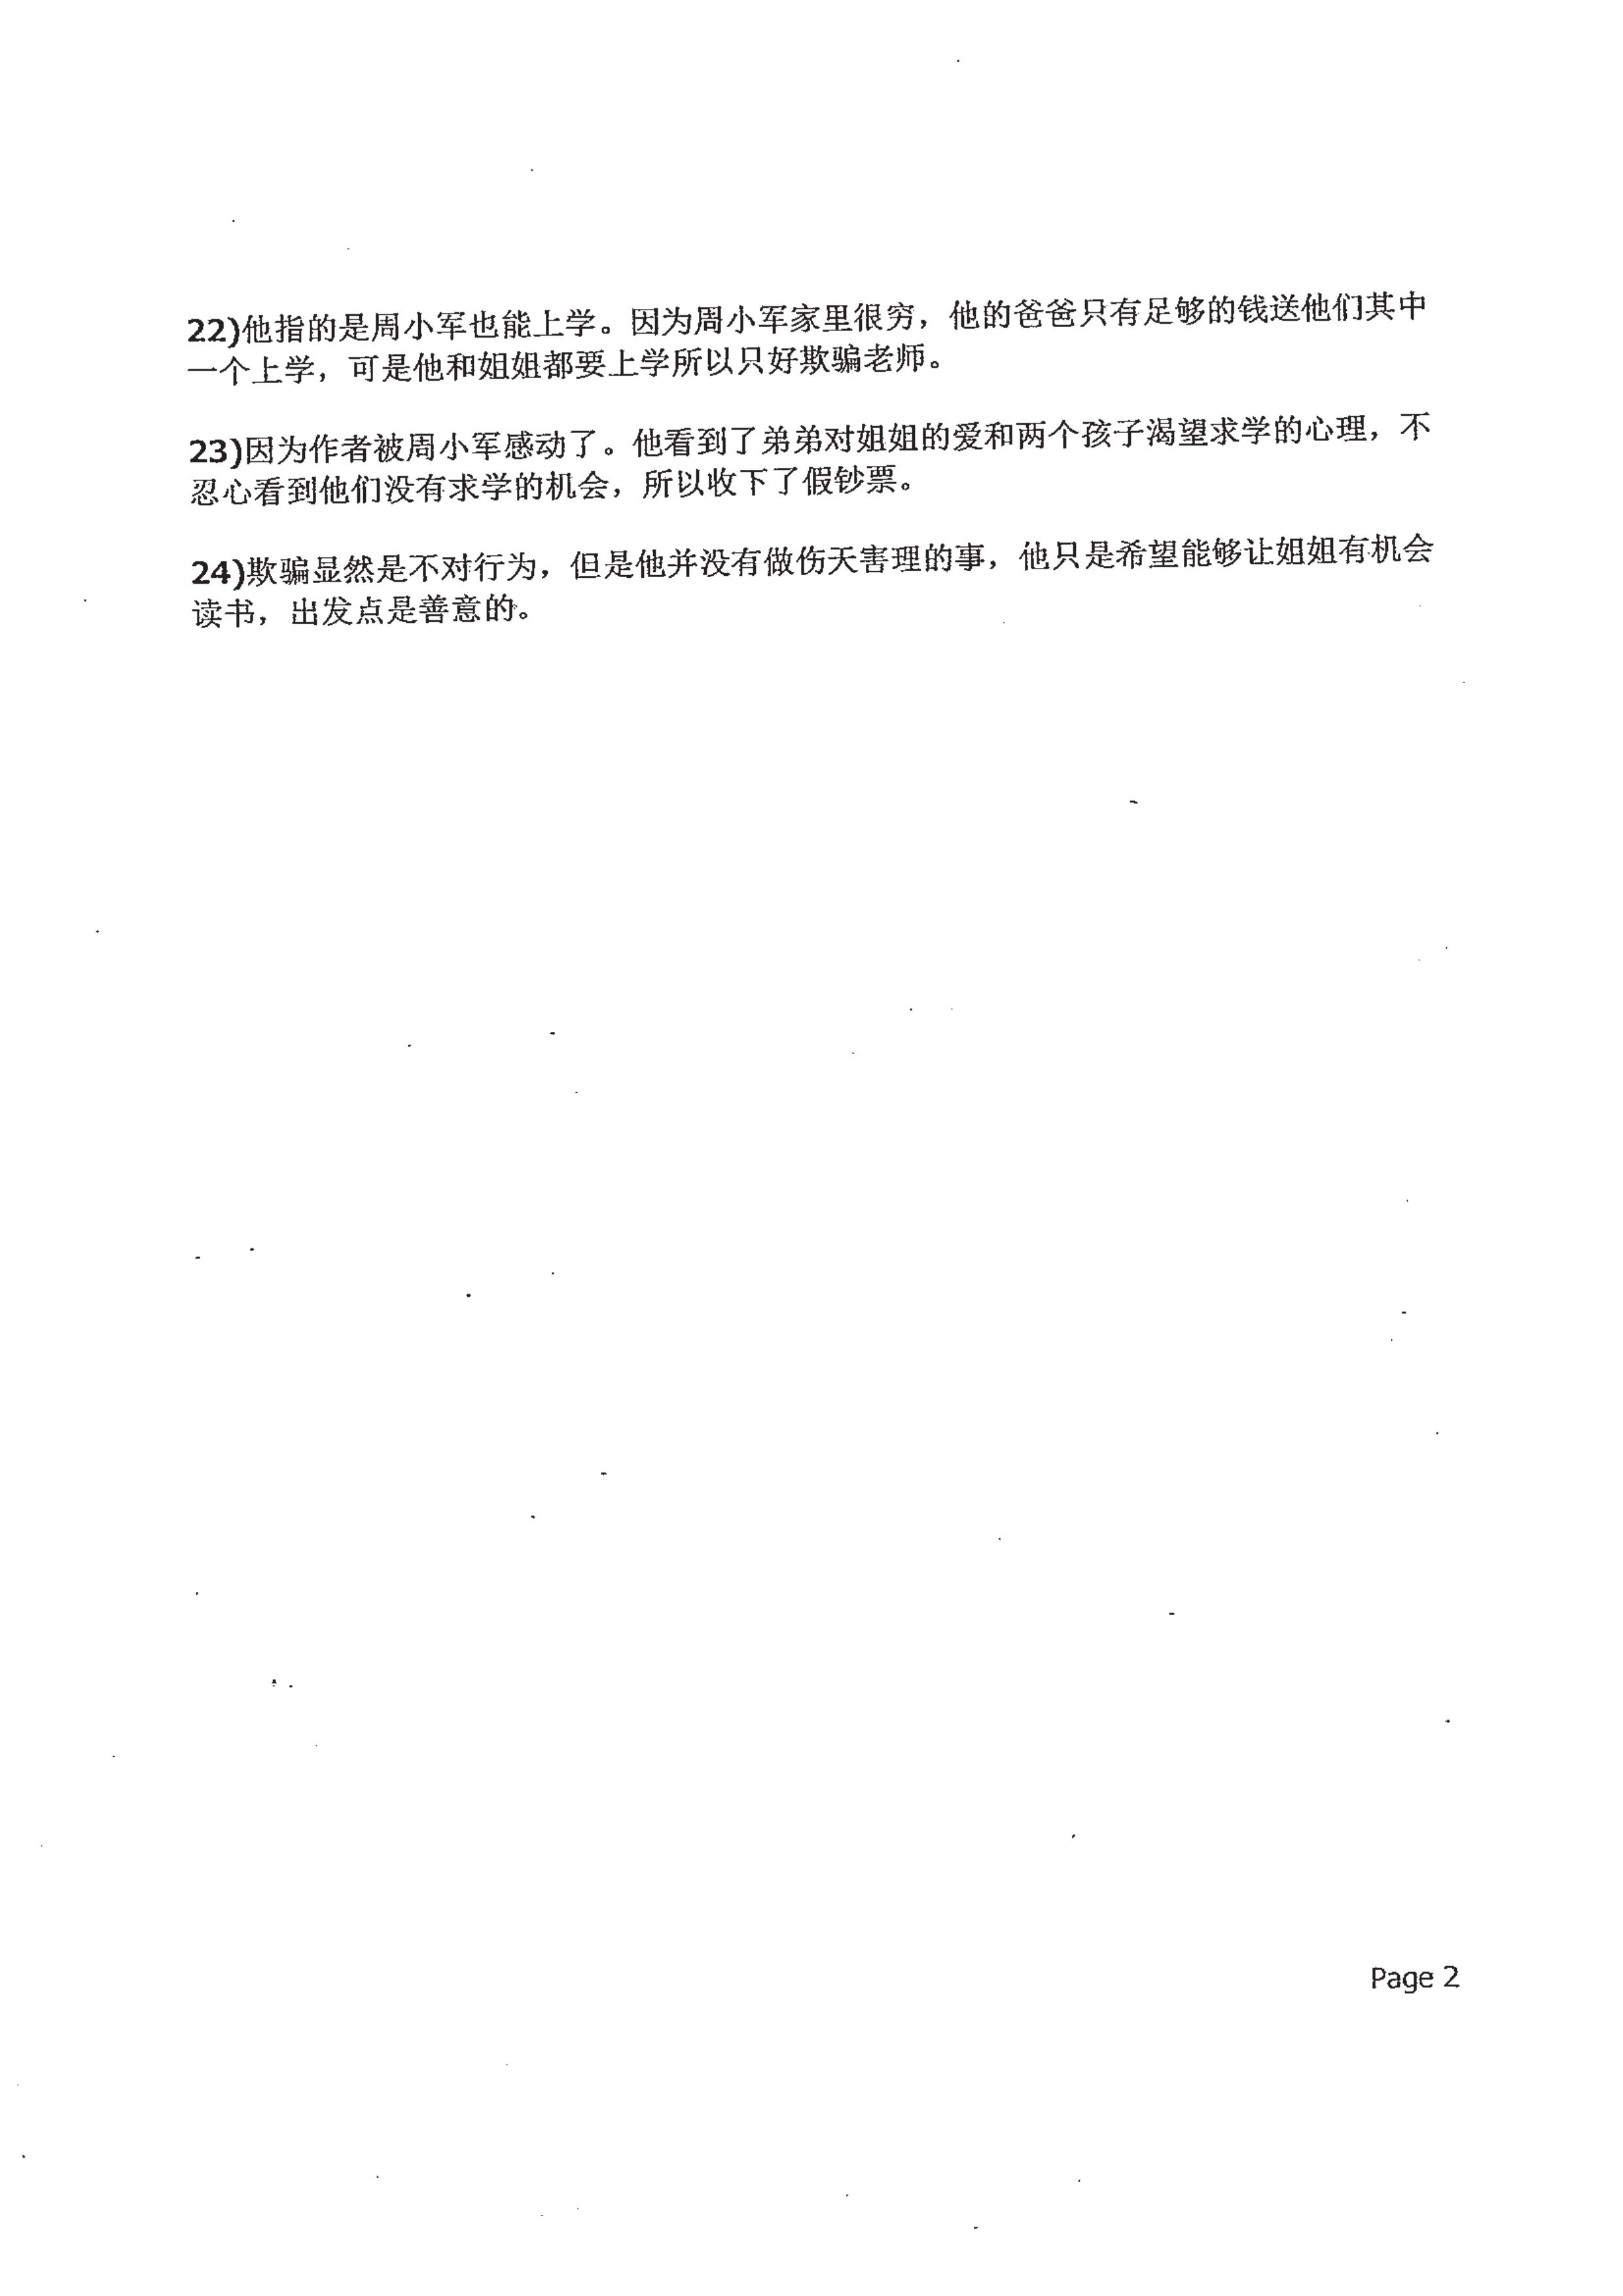 22)他指的是周小军也能上学。因为周小军家里很穷，他的爸爸只有足够的钱送他们其中
一个上学，可是他和姐姐都要上学所以只好欺骗老师。
23)因为作者被周小军感动了。他看到了弟弟对姐姐的爱和两个孩子渴望求学的心理，不
忍心看到他们没有求学的机会，所以收下了假钞票。
24)欺骗显然是不对行为，但是他并没有做伤天害理的事，他只是希望能够让姐姐有机会
读书，出发点是善意的。
Page 2